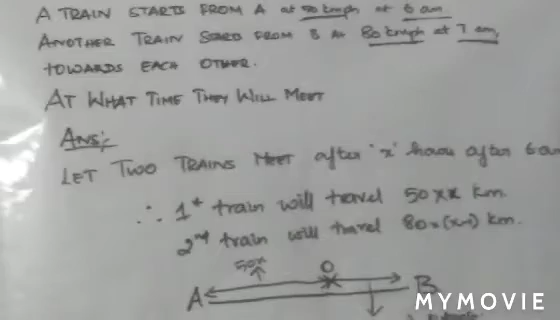 A TRAIN STARTS FROM A at 50 kmph at 6 am
ANOTHER TRAIN START FROM B At 80 kmph at 7 am,
TOWARDS EACH OTHER.
AT WHAT TIME THEY WILL MEET
Ans:
LET TWO TRAINS MEET after 'x' hours after 6 am
∴ 1st train will travel 50×x km.
2nd train will travel 80×(x-1) km.
50x
O
A B
MYMOVIE